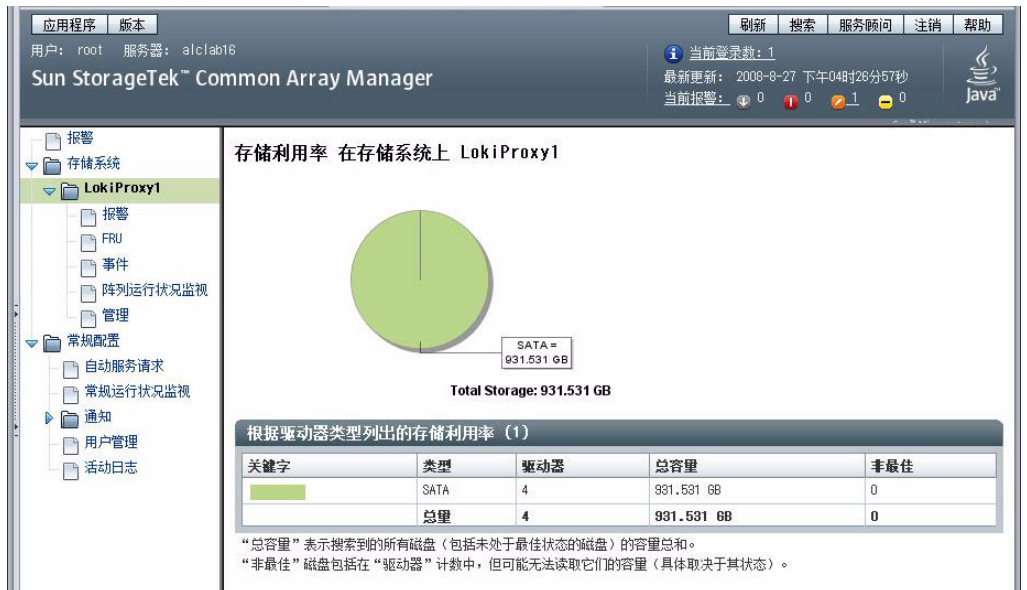 应用程序 版本
刷新 搜索 服务顾问 注销 帮助
用户： root 服务器： alclab16
当前登录数: 1
Sun StorageTek™ Common Array Manager
最新更新： 2008-8-27 下午04时26分57秒
当前报警: 0 0 1 0
Java™
报警
存储系统
LokiProxy1
报警
FRU
事件
阵列运行状况监视
管理
常规配置
自动服务请求
常规运行状况监视
通知
用户管理
活动日志
存储利用率 在存储系统上 LokiProxy1
SATA =
931.531 GB
Total Storage: 931.531 GB
根据驱动器类型列出的存储利用率（1）
关键字 类型 驱动器 总容量 非最佳
SATA 4 931.531 GB 0
总量 4 931.531 GB 0
“总容量”表示搜索到的所有磁盘（包括未处于最佳状态的磁盘）的容量总和。
“非最佳”磁盘包括在“驱动器”计数中，但可能无法读取它们的容量（具体取决于其状态）。